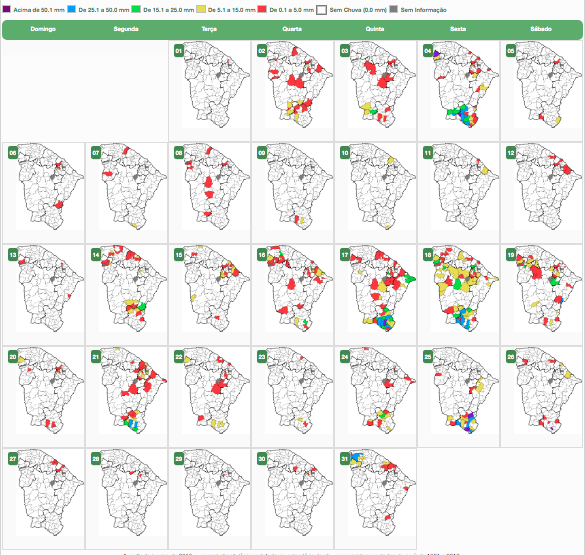 Acima de 50.1 mm De 25.1 a 50.0 mm De 15.1 a 25.0 mm De 5.1 a 15.0 mm De 0.1 a 5.0 mm Sem Chuva (0.0 mm) Sem Informação
Domingo Segunda Terça Quarta Quinta Sexta Sábado
01 02 03 04 05
06 07 08 09 10 11 12
13 14 15 16 17 18 19
20 21 22 23 24 25 26
27 28 29 30 31